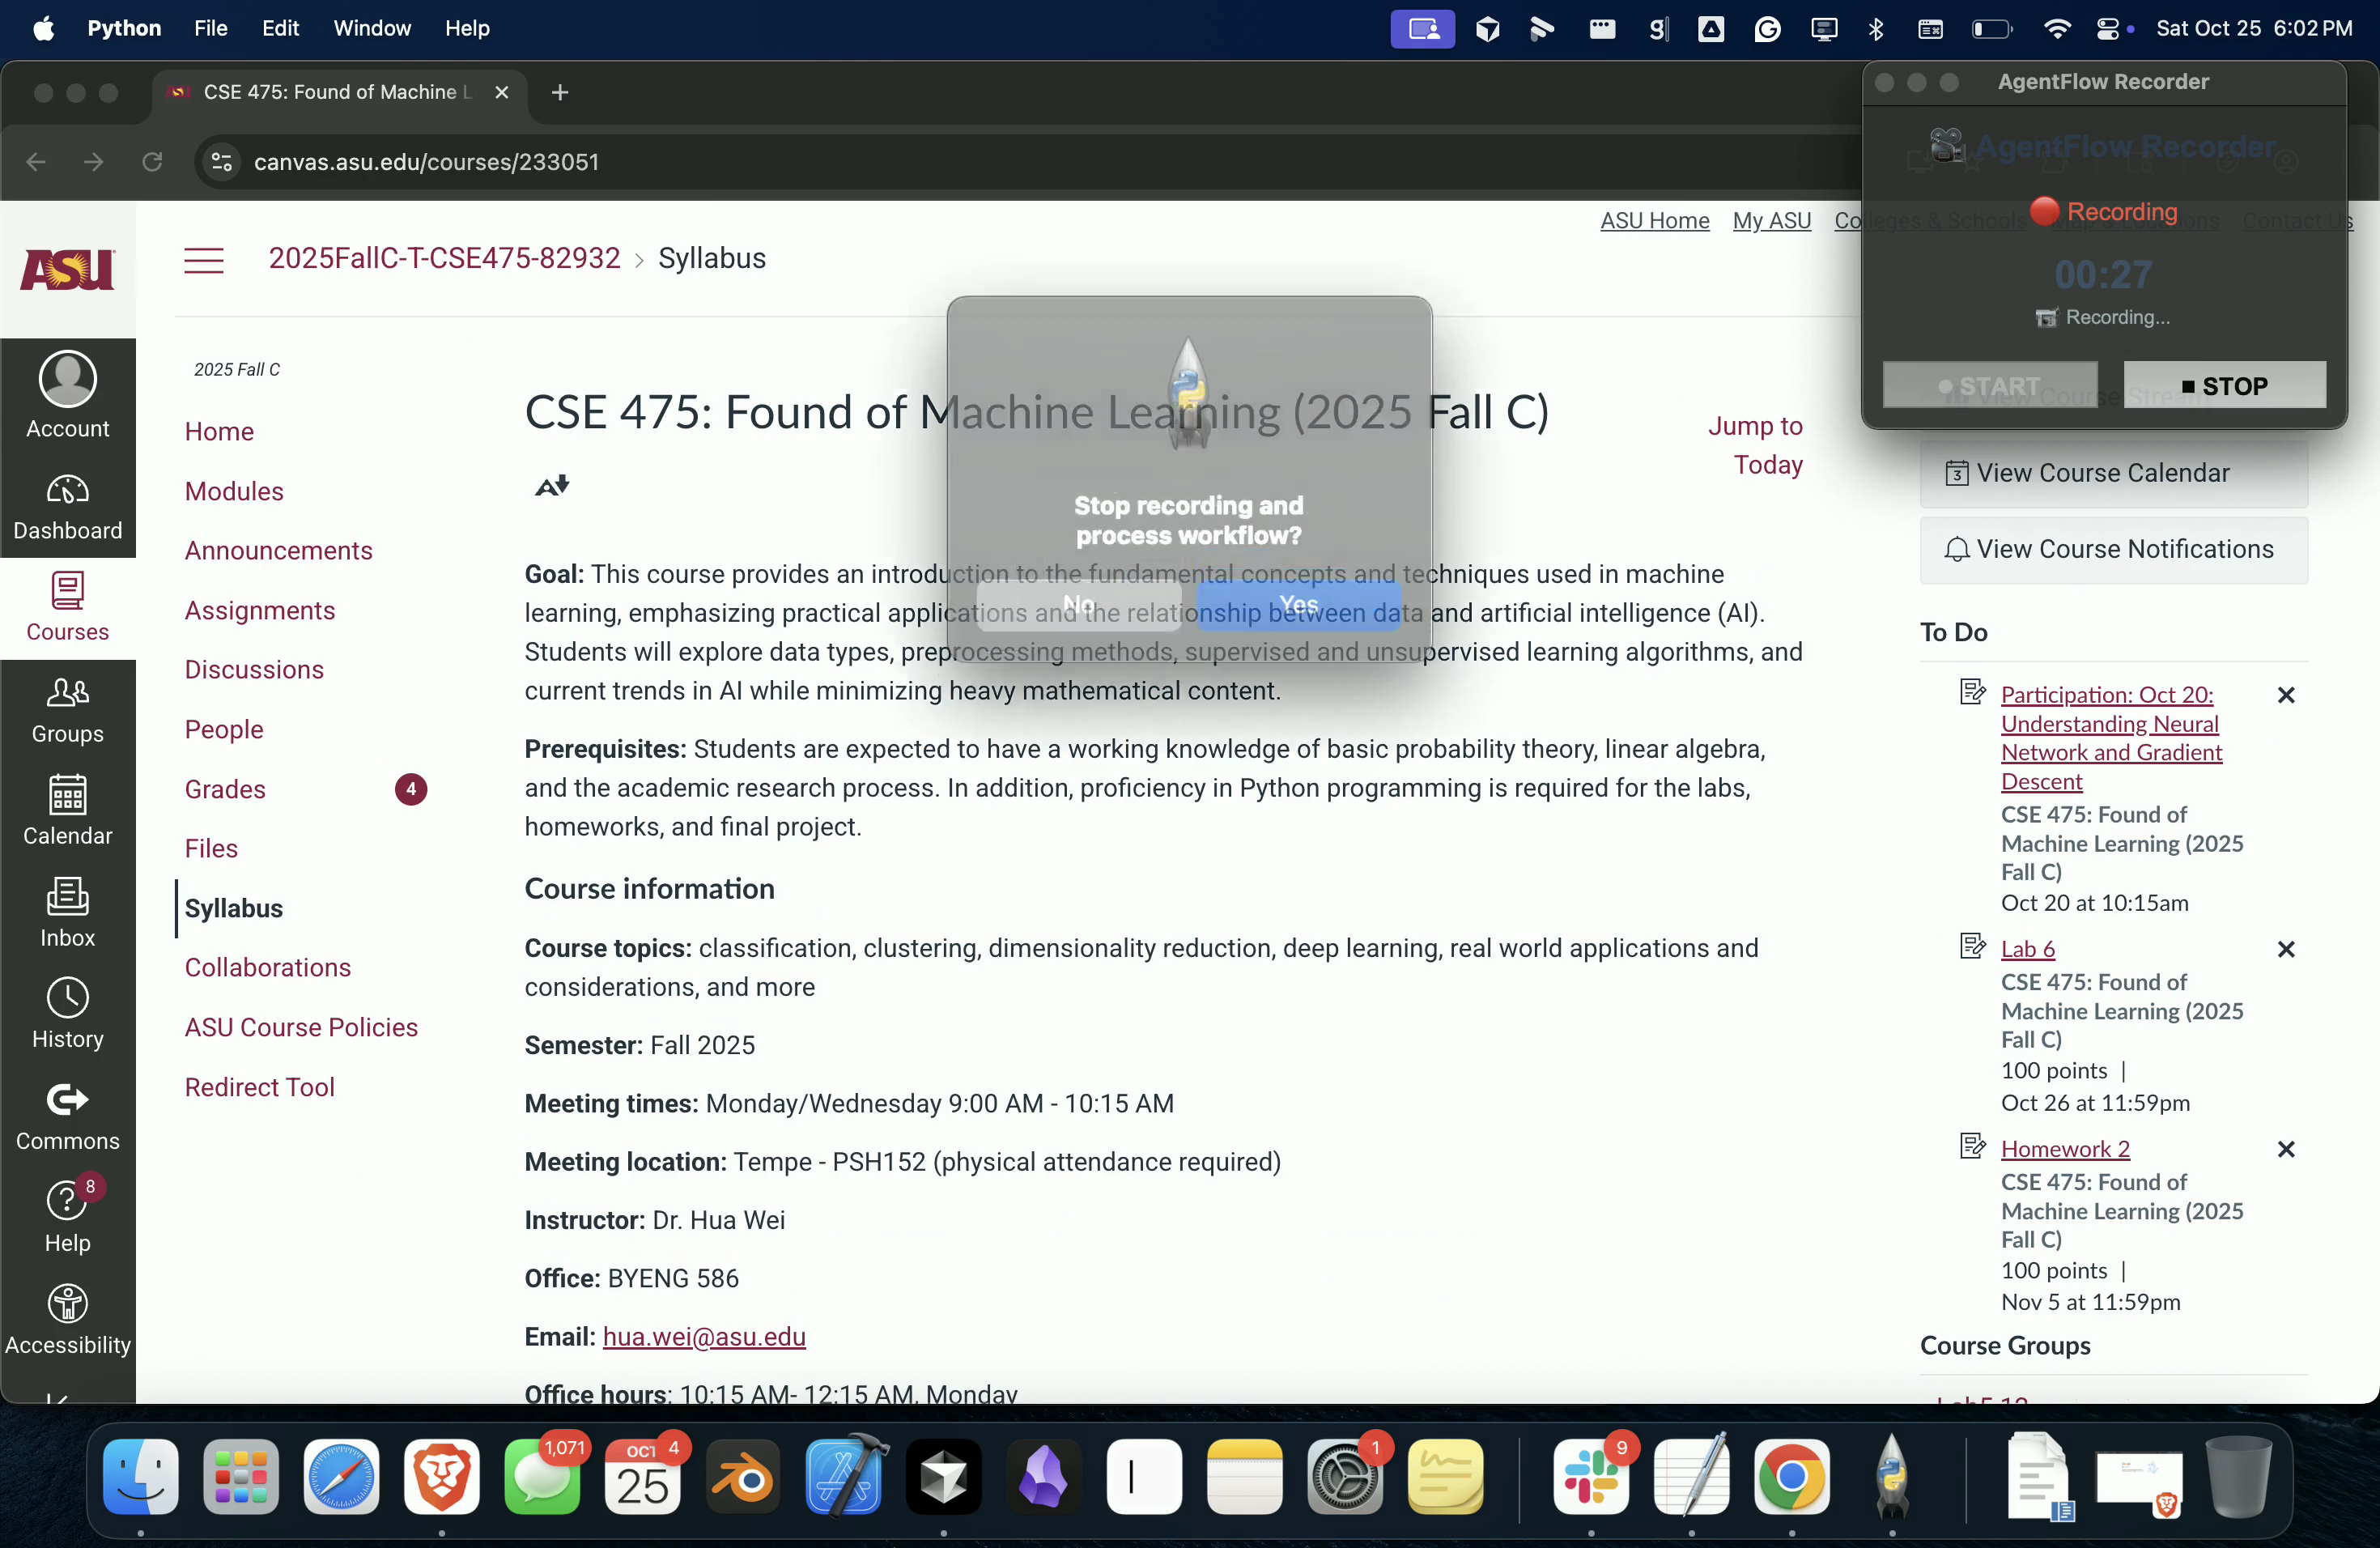 Python File Edit Window Help
Sat Oct 25 6:02 PM
CSE 475: Found of Machine L
canvas.asu.edu/courses/233051
AgentFlow Recorder
AgentFlow Recorder
Recording
00:27
Recording...
START
STOP
ASU Home My ASU Colleges & Schools Map & Locations Contact Us
ASU
2025FallC-T-CSE475-82932 > Syllabus
Account
Dashboard
Courses
Groups
Calendar
Inbox
History
Commons
8
Help
Accessibility
2025 Fall C
Home
Modules
Announcements
Assignments
Discussions
People
Grades 4
Files
Syllabus
Collaborations
ASU Course Policies
Redirect Tool
CSE 475: Found of Machine Learning (2025 Fall C)
Jump to
Today
Stop recording and
process workflow?
No Yes
Goal: This course provides an introduction to the fundamental concepts and techniques used in machine
learning, emphasizing practical applications and the relationship between data and artificial intelligence (AI).
Students will explore data types, preprocessing methods, supervised and unsupervised learning algorithms, and
current trends in AI while minimizing heavy mathematical content.
Prerequisites: Students are expected to have a working knowledge of basic probability theory, linear algebra,
and the academic research process. In addition, proficiency in Python programming is required for the labs,
homeworks, and final project.
Course information
Course topics: classification, clustering, dimensionality reduction, deep learning, real world applications and
considerations, and more
Semester: Fall 2025
Meeting times: Monday/Wednesday 9:00 AM - 10:15 AM
Meeting location: Tempe - PSH152 (physical attendance required)
Instructor: Dr. Hua Wei
Office: BYENG 586
Email: hua.wei@asu.edu
Office hours: 10:15 AM- 12:15 AM, Monday
View Course Stream
View Course Calendar
View Course Notifications
To Do
Participation: Oct 20:
Understanding Neural
Network and Gradient
Descent
CSE 475: Found of
Machine Learning (2025
Fall C)
Oct 20 at 10:15am
Lab 6
CSE 475: Found of
Machine Learning (2025
Fall C)
100 points |
Oct 26 at 11:59pm
Homework 2
CSE 475: Found of
Machine Learning (2025
Fall C)
100 points |
Nov 5 at 11:59pm
Course Groups
1,071
OCT 4
25
1
9